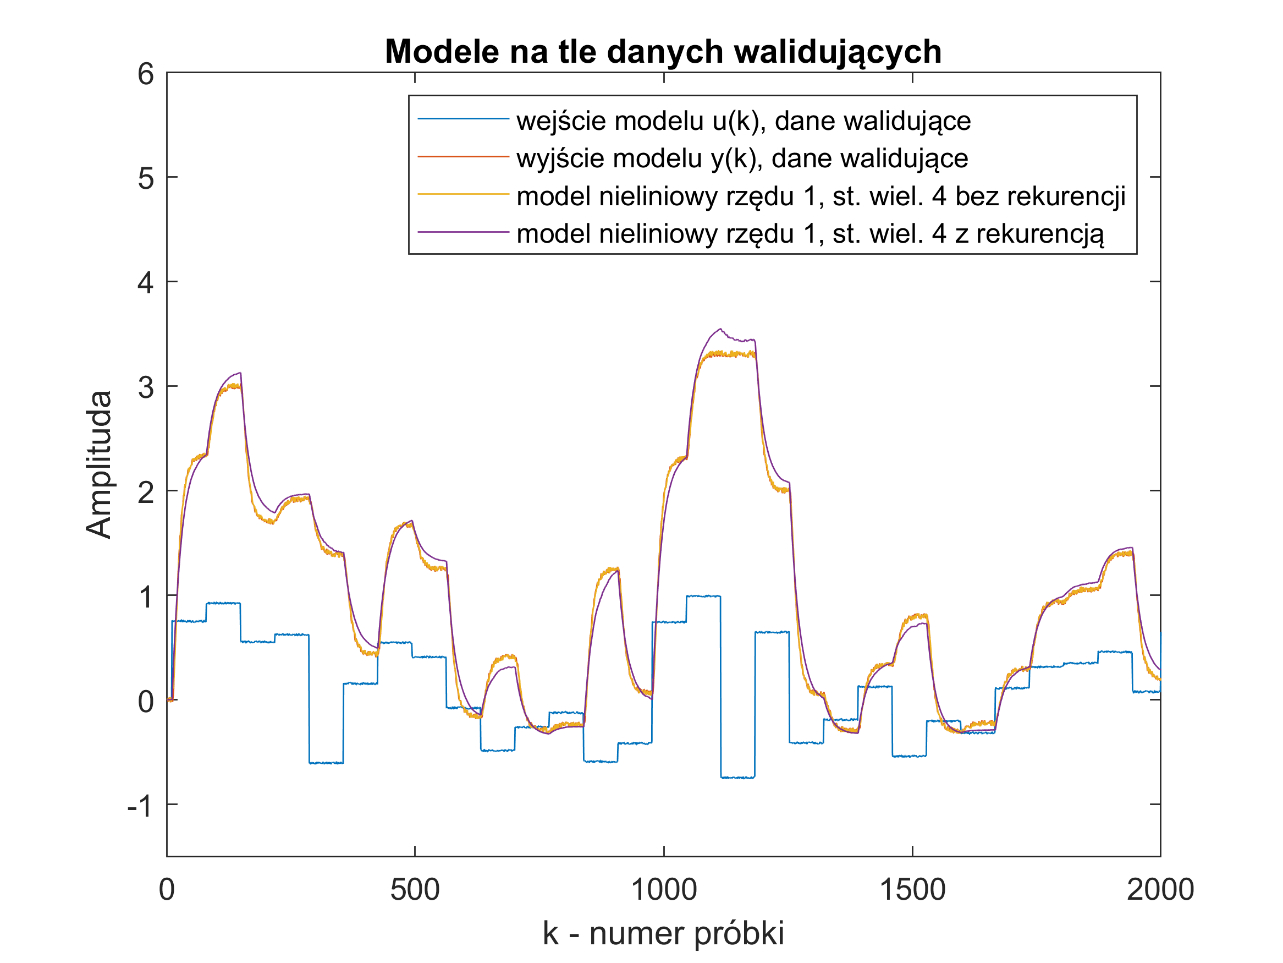 Modele na tle danych walidujących
wejście modelu u(k), dane walidujące
wyjście modelu y(k), dane walidujące
model nieliniowy rzędu 1, st. wiel. 4 bez rekurencji
model nieliniowy rzędu 1, st. wiel. 4 z rekurencją
6
5
4
3
2
1
0
-1
Amplituda
0 500 1000 1500 2000
k - numer próbki